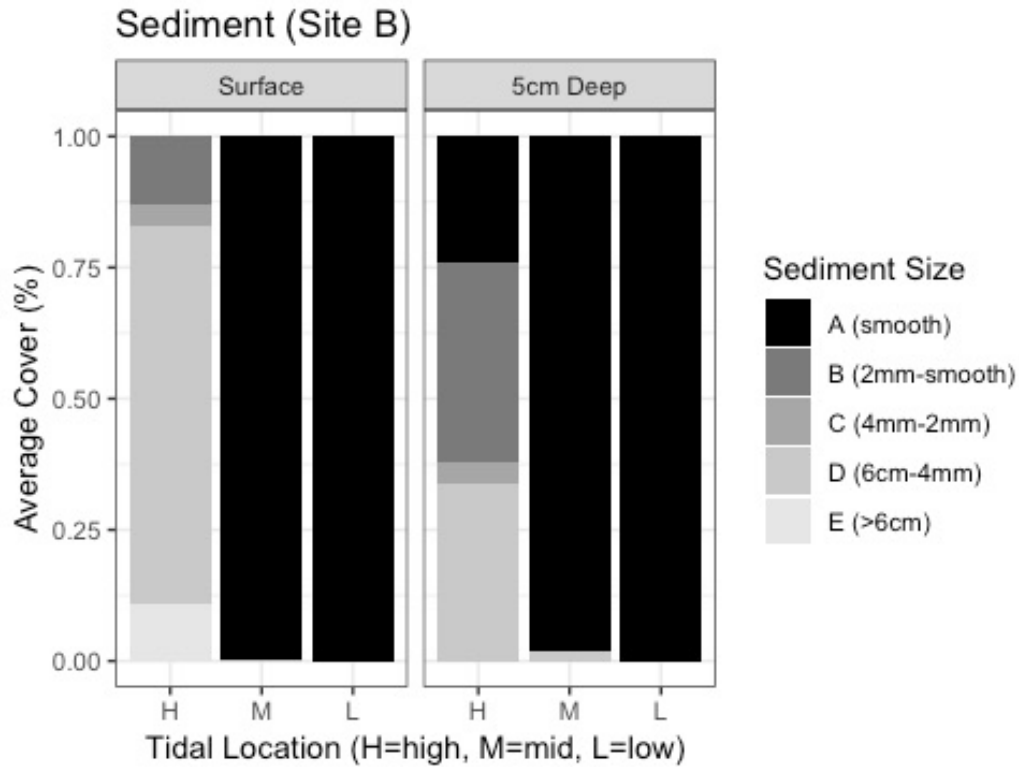 Sediment (Site B)
Surface
5cm Deep
Average Cover (%)
1.00
0.75
0.50
0.25
0.00
H M L
H M L
Tidal Location (H=high, M=mid, L=low)
Sediment Size
A (smooth)
B (2mm-smooth)
C (4mm-2mm)
D (6cm-4mm)
E (>6cm)